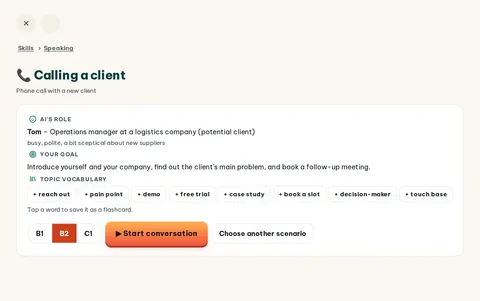 Skills > Speaking
📞 Calling a client
Phone call with a new client
AI'S ROLE
Tom – Operations manager at a logistics company (potential client)
busy, polite, a bit sceptical about new suppliers
YOUR GOAL
Introduce yourself and your company, find out the client's main problem, and book a follow-up meeting.
TOPIC VOCABULARY
+ reach out + pain point + demo + free trial + case study + book a slot + decision-maker + touch base
Tap a word to save it as a flashcard.
B1 B2 C1 ▶ Start conversation Choose another scenario